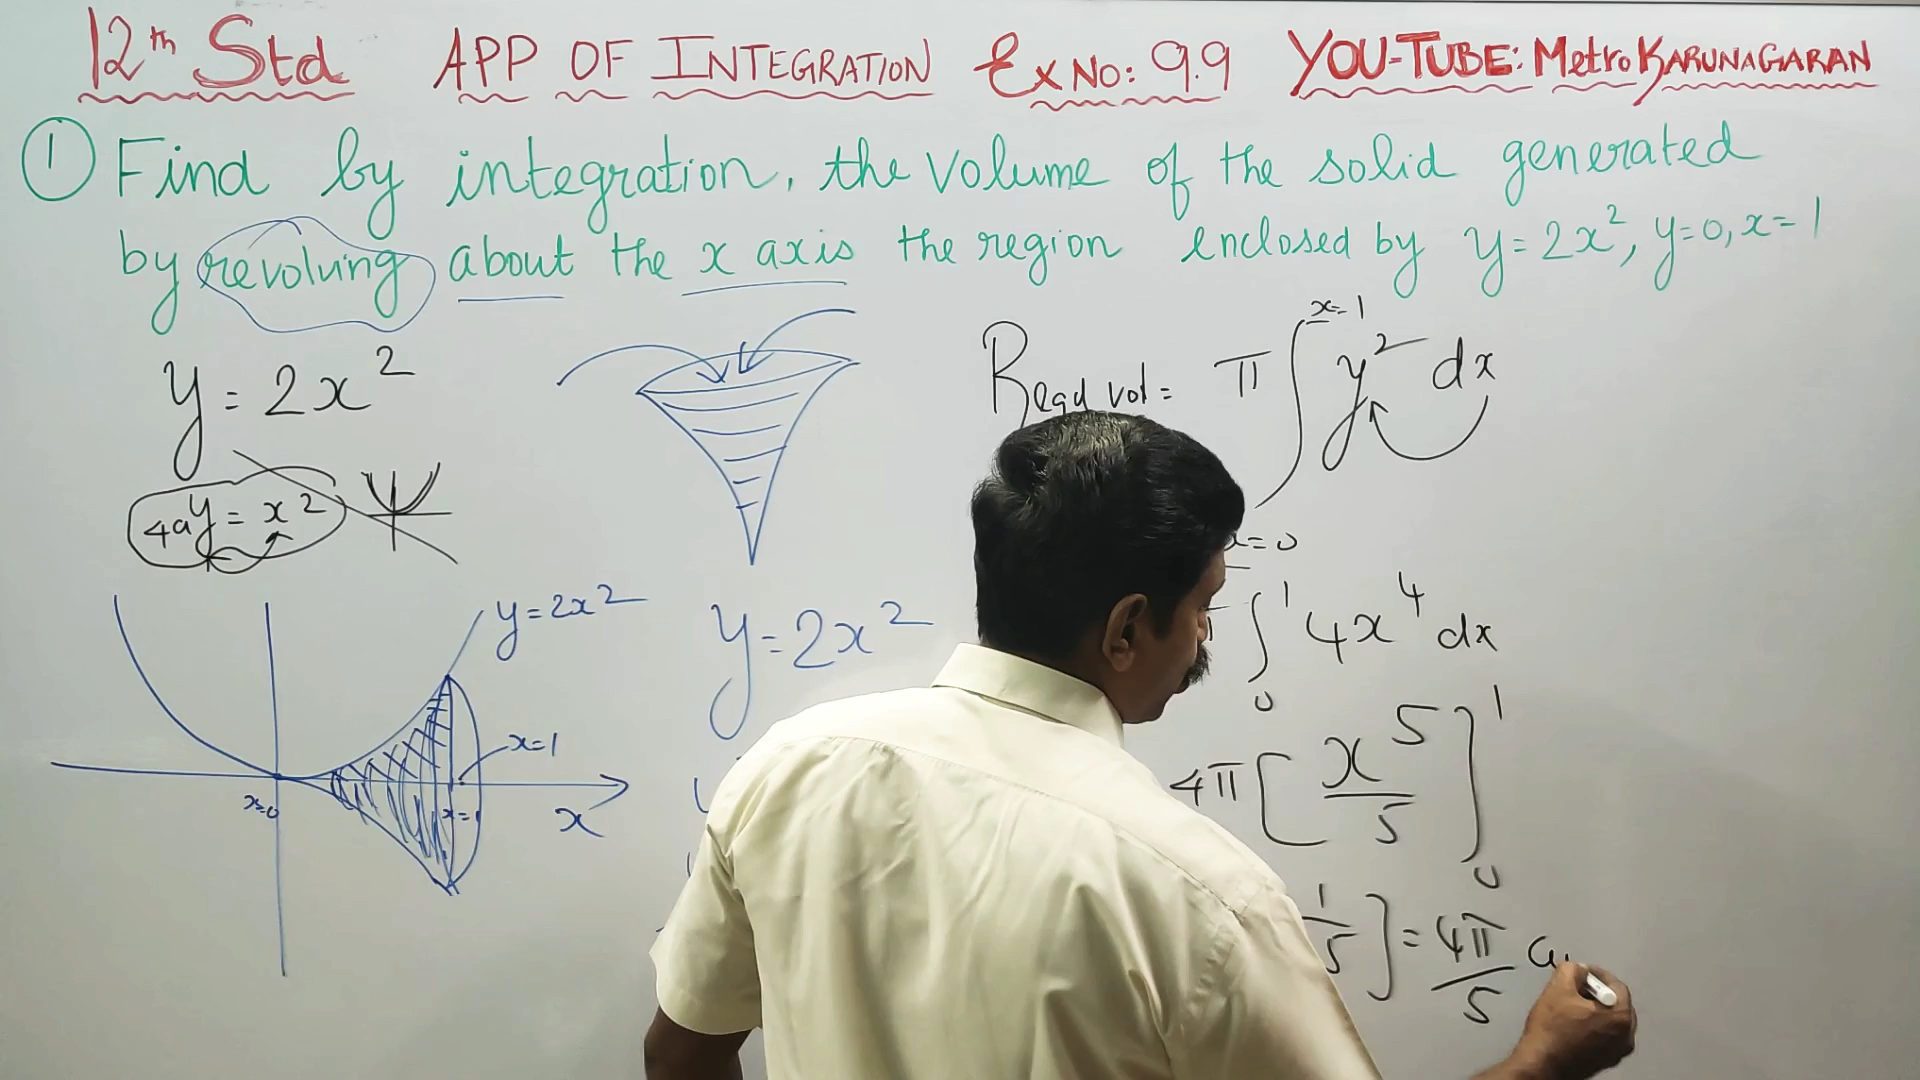 12th Std APP OF INTEGRATION Ex No: 9.9 YOU-TUBE: Metro KARUNAGARAN
① Find by integration, the volume of the solid generated
by revolving about the x axis the region enclosed by y = 2x², y=0, x=1
y = 2x²
4ay = x²
y=2x²
x=1
x=0
x=1
x
y=2x²
Reqd vol = π ∫ y² dx
x=1
x=0
∫₀¹ 4x⁴ dx
4π [x⁵/5]₀¹
1/5] = 4π/5